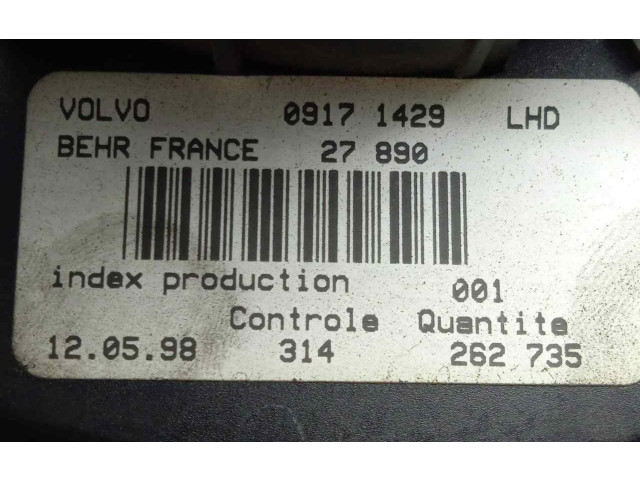 VOLVO 0917 1429 LHD
BEHR FRANCE 27 890
index production 001
Controle Quantite
12.05.98 314 262 735